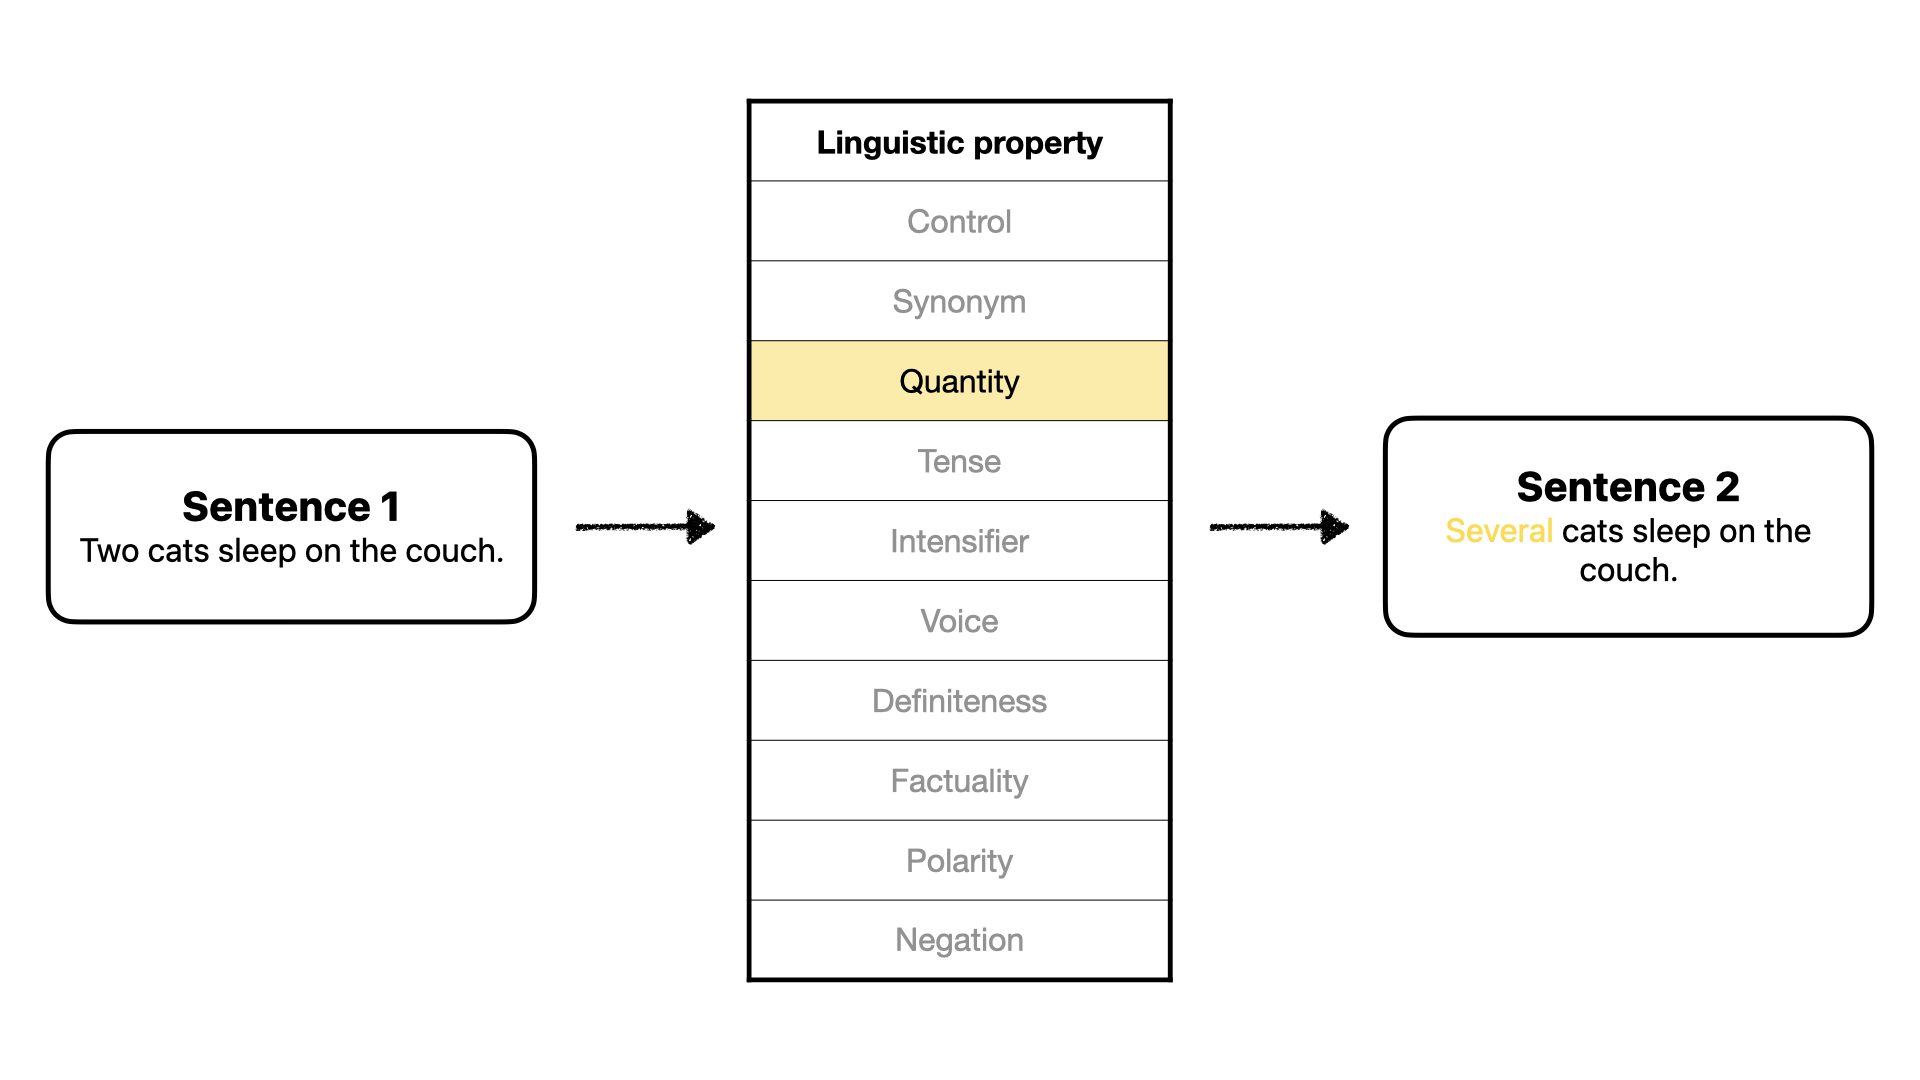 Sentence 1
Two cats sleep on the couch.
Linguistic property
Control
Synonym
Quantity
Tense
Intensifier
Voice
Definiteness
Factuality
Polarity
Negation
Sentence 2
Several cats sleep on the
couch.